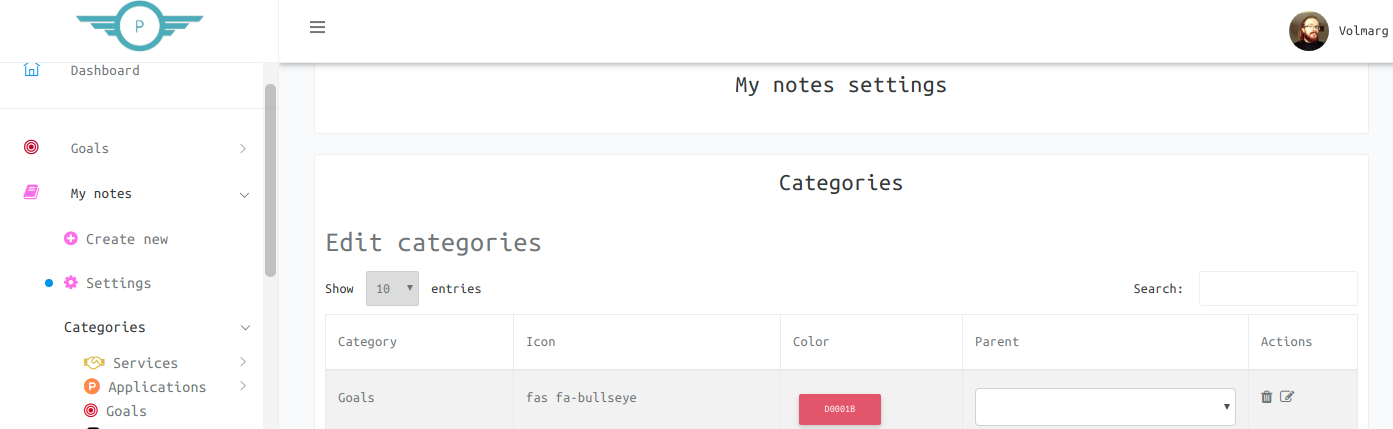 P
Volmarg
Dashboard
My notes settings
Goals
My notes
Categories
Create new
Edit categories
Settings
Show 10 entries
Search:
Categories
Category Icon Color Parent Actions
Services
P Applications
Goals
Goals fas fa-bullseye D0001B